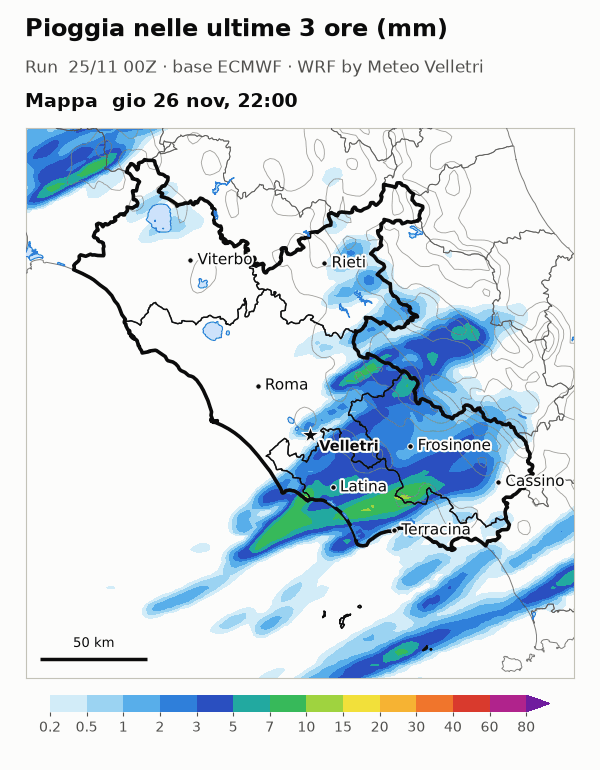 Pioggia nelle ultime 3 ore (mm)
Run  25/11 00Z · base ECMWF · WRF by Meteo Velletri
Mappa  gio 26 nov, 22:00
Viterbo
Rieti
Roma
Velletri
Frosinone
Latina
Cassino
Terracina
50 km
0.2 0.5 1 2 3 5 7 10 15 20 30 40 60 80